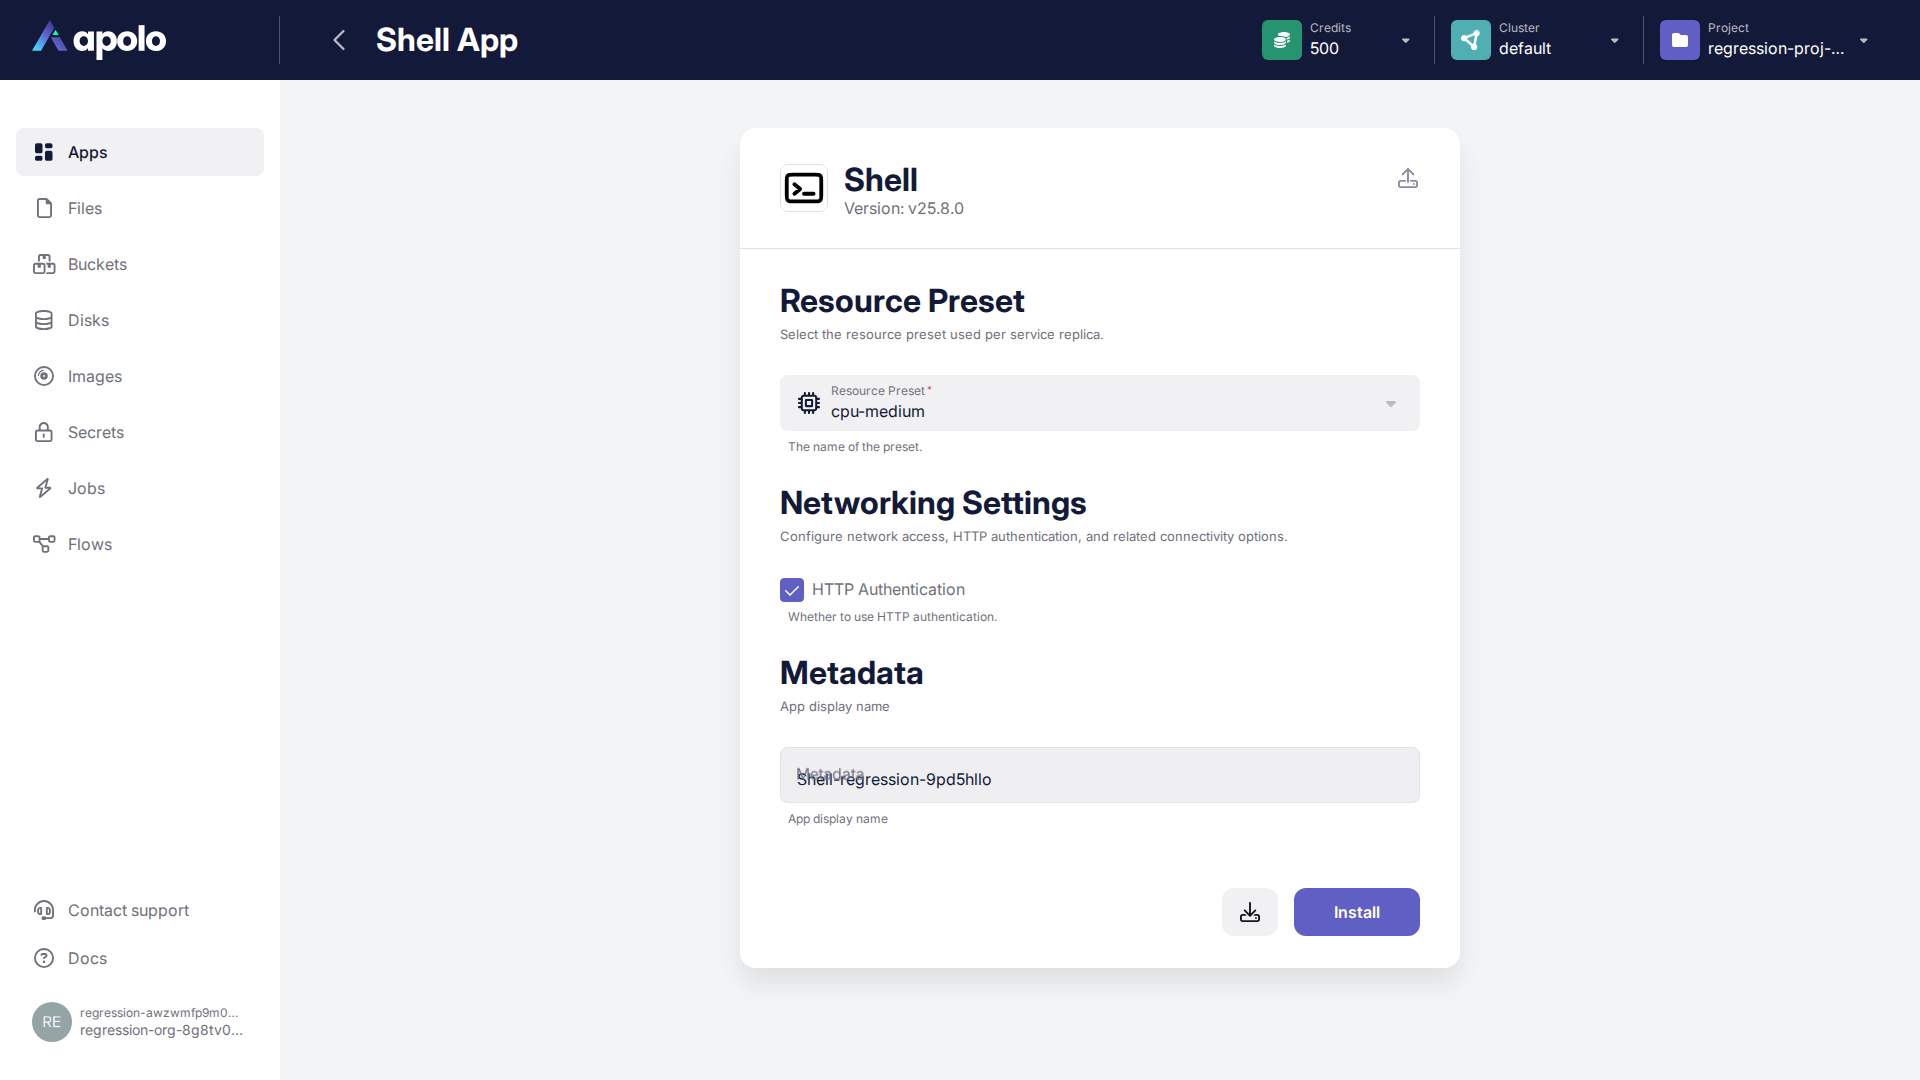 apolo
Shell App
Credits
500
Cluster
default
Project
regression-proj-...
Apps
Files
Buckets
Disks
Images
Secrets
Jobs
Flows
Contact support
Docs
RE
regression-awzwmfp9m0...
regression-org-8g8tv0...
Shell
Version: v25.8.0
Resource Preset
Select the resource preset used per service replica.
Resource Preset*
cpu-medium
The name of the preset.
Networking Settings
Configure network access, HTTP authentication, and related connectivity options.
HTTP Authentication
Whether to use HTTP authentication.
Metadata
App display name
Metadata
Shell-regression-9pd5hllo
App display name
Install